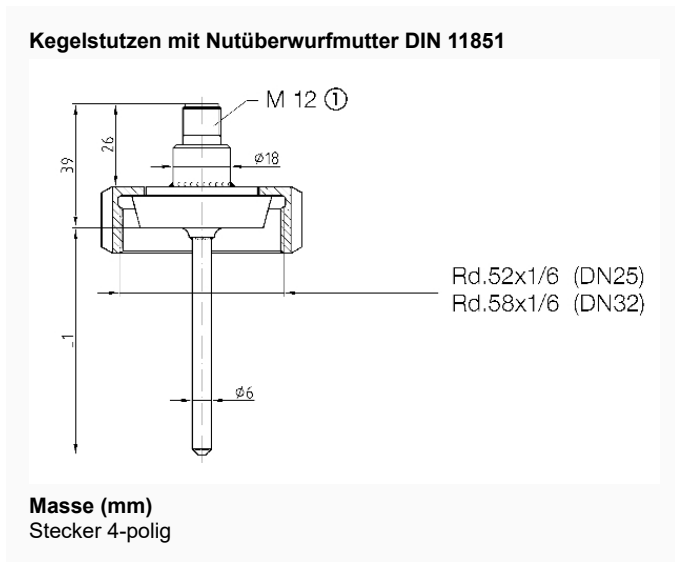 Kegelstutzen mit Nutüberwurfmutter DIN 11851
M 12 ①
26
39
ø18
Rd.52x1/6 (DN25)
Rd.58x1/6 (DN32)
ø6
Masse (mm)
Stecker 4-polig